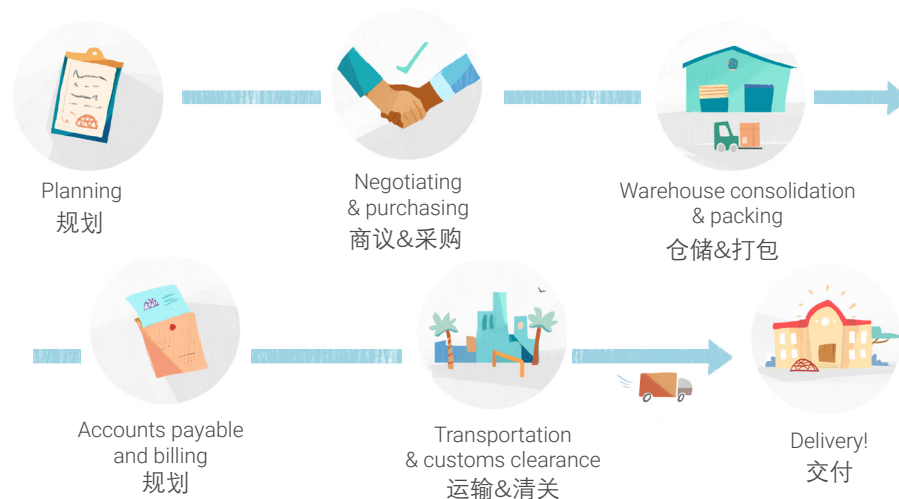 Planning
规划
Negotiating
& purchasing
商议&采购
Warehouse consolidation
& packing
仓储&打包
Accounts payable
and billing
规划
Transportation
& customs clearance
运输&清关
Delivery!
交付